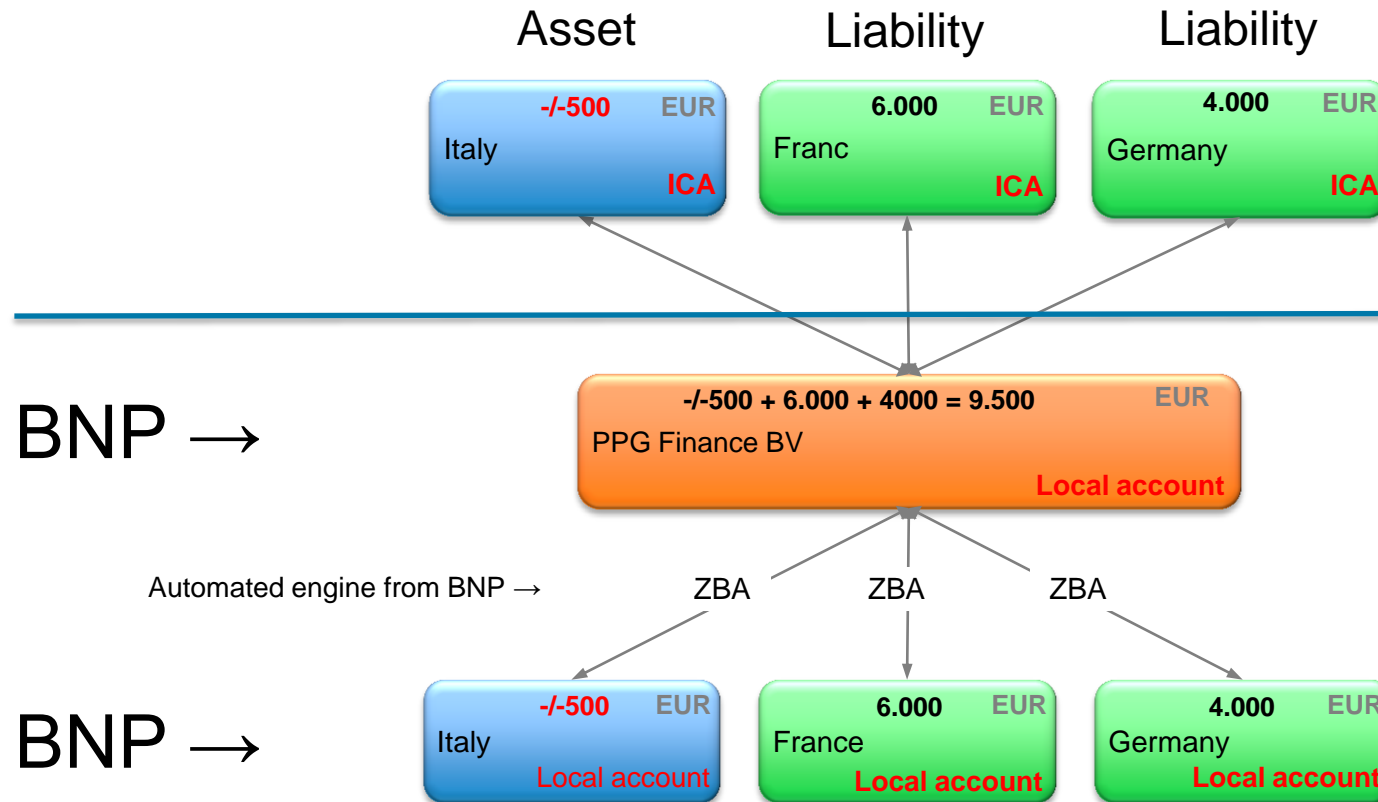 Asset Liability Liability
-/-500 EUR 6.000 EUR 4.000 EUR
Italy Franc Germany
ICA ICA ICA
-/-500 + 6.000 + 4000 = 9.500 EUR
BNP →
PPG Finance BV
Local account
Automated engine from BNP → ZBA ZBA ZBA
-/-500 EUR 6.000 EUR 4.000 EUR
BNP →
Italy France Germany
Local account Local account Local account